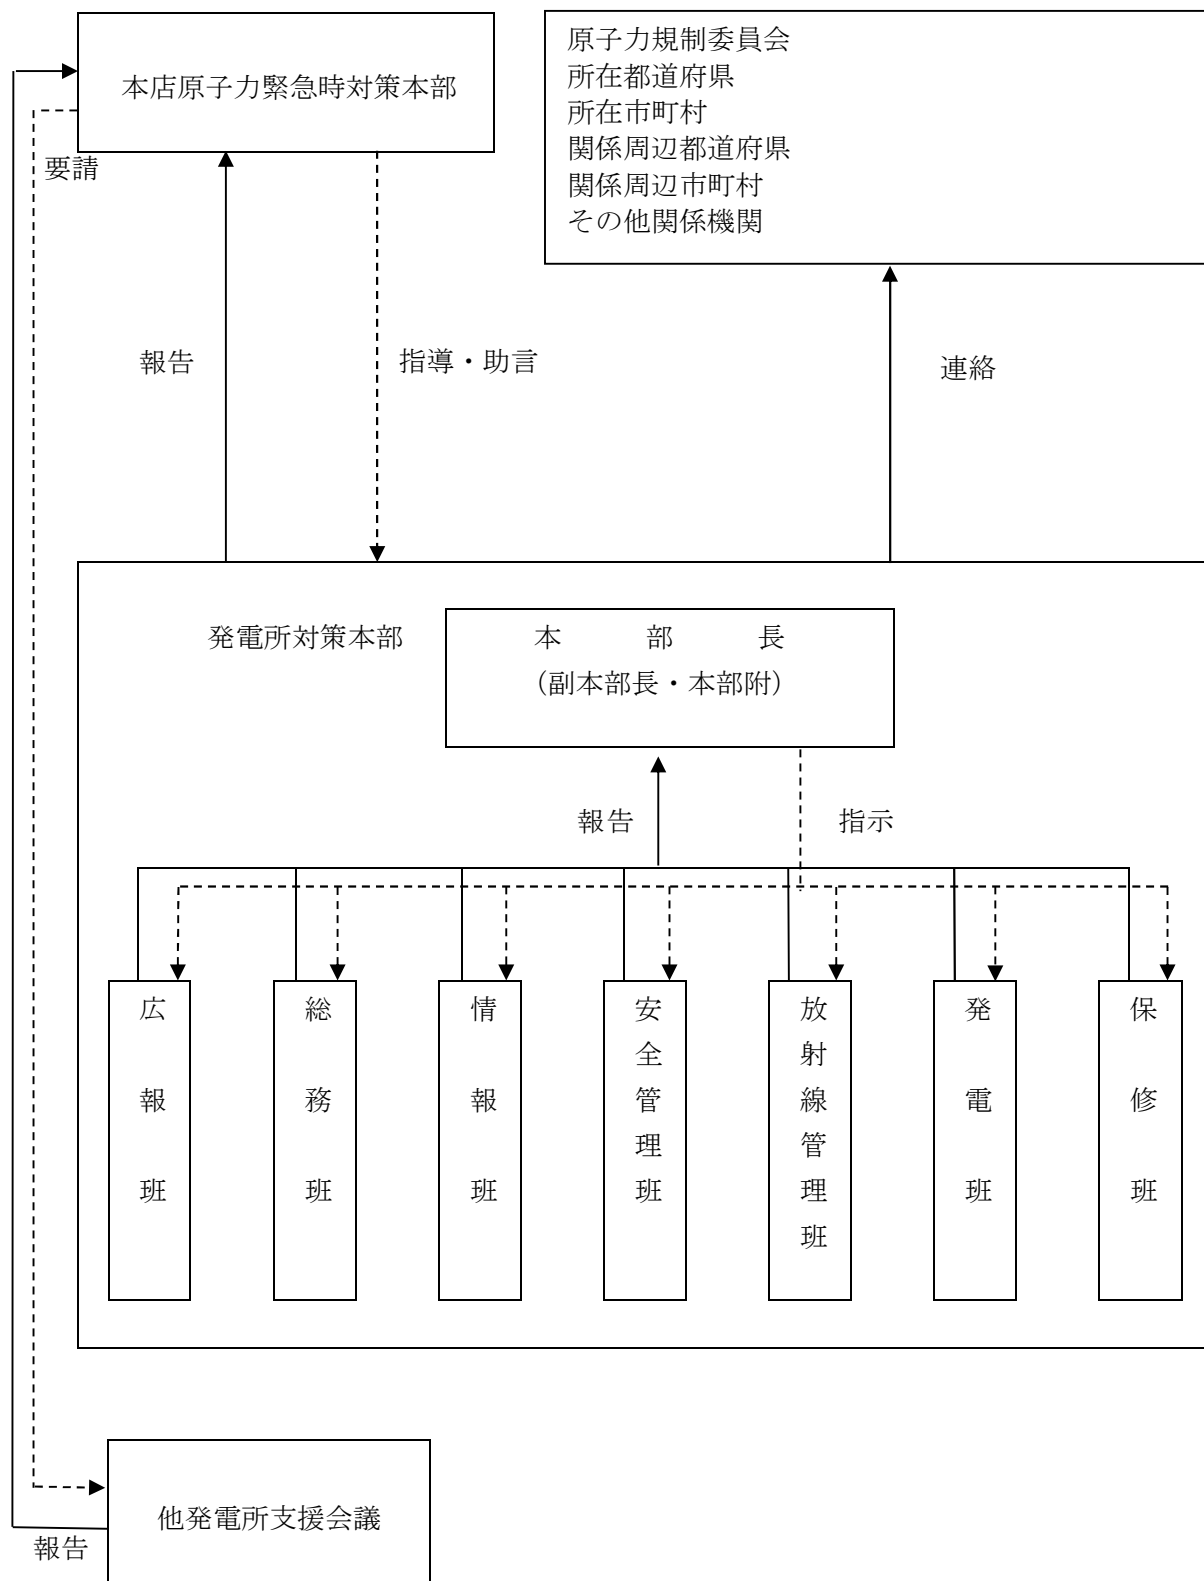 本店原子力緊急時対策本部
原子力規制委員会
所在都道府県
所在市町村
関係周辺都道府県
関係周辺市町村
その他関係機関
要請
報告
指導・助言
連絡
発電所対策本部
本部長
（副本部長・本部附）
報告
指示
広報班
総務班
情報班
安全管理班
放射線管理班
発電班
保修班
他発電所支援会議
報告